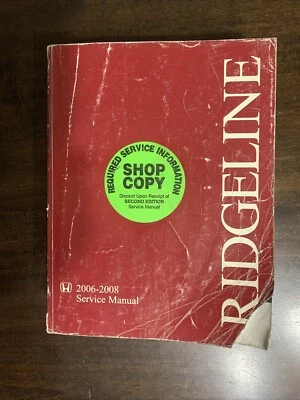 RIDGELINE
REQUIRED SERVICE INFORMATION
SHOP
COPY
Discard Upon Receipt of
SECOND EDITION
Service Manual
2006-2008
Service Manual